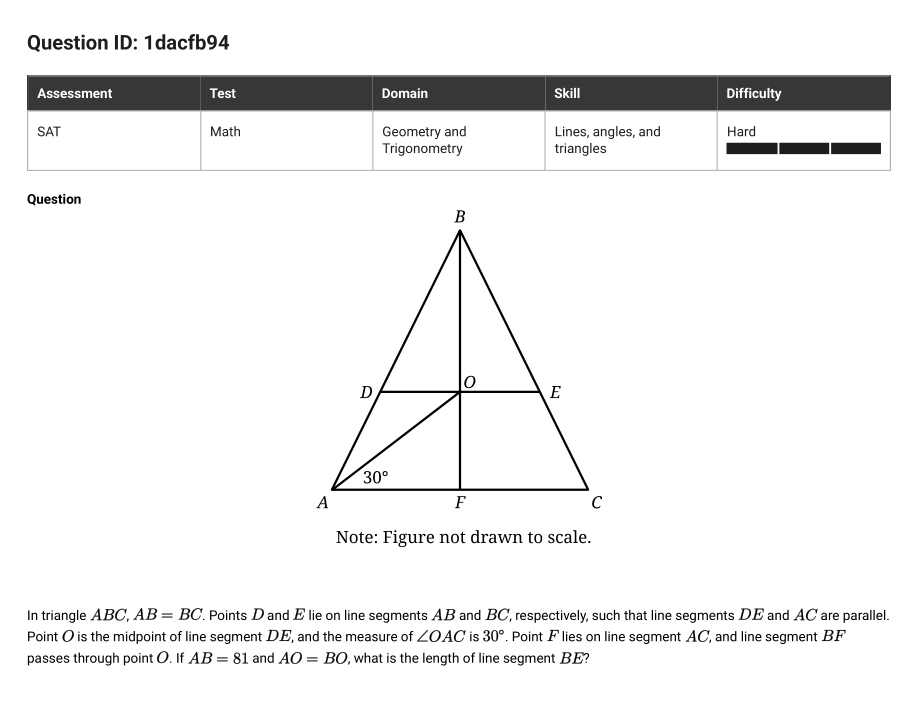 Question ID: 1dacfb94
Assessment Test Domain Skill Difficulty
SAT Math Geometry and Trigonometry Lines, angles, and triangles Hard
Question
B
D O E
30°
A F C
Note: Figure not drawn to scale.
In triangle ABC, AB = BC. Points D and E lie on line segments AB and BC, respectively, such that line segments DE and AC are parallel.
Point O is the midpoint of line segment DE, and the measure of ∠OAC is 30°. Point F lies on line segment AC, and line segment BF
passes through point O. If AB = 81 and AO = BO, what is the length of line segment BE?